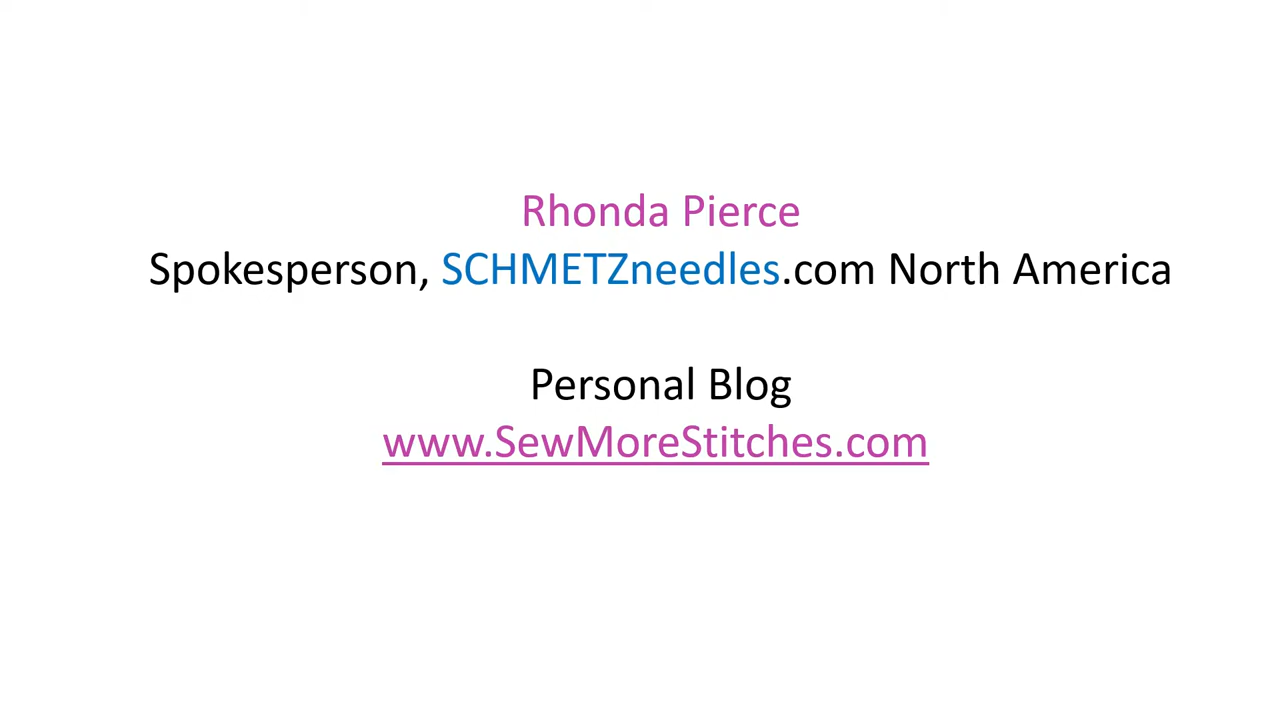 Rhonda Pierce
Spokesperson, SCHMETZneedles.com North America
Personal Blog
www.SewMoreStitches.com